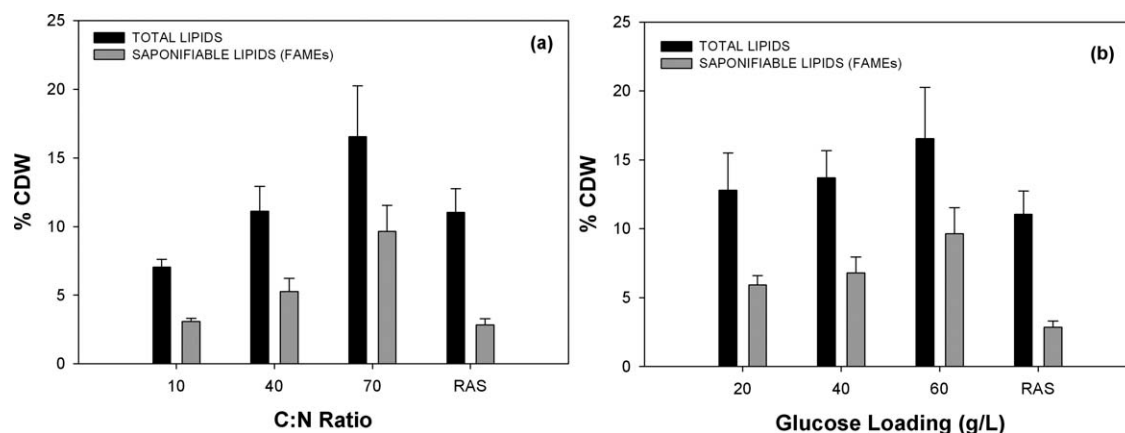 (a)
TOTAL LIPIDS
SAPONIFIABLE LIPIDS (FAMEs)
% CDW
25
20
15
10
5
0
10 40 70 RAS
C:N Ratio
(b)
TOTAL LIPIDS
SAPONIFIABLE LIPIDS (FAMEs)
% CDW
25
20
15
10
5
0
20 40 60 RAS
Glucose Loading (g/L)